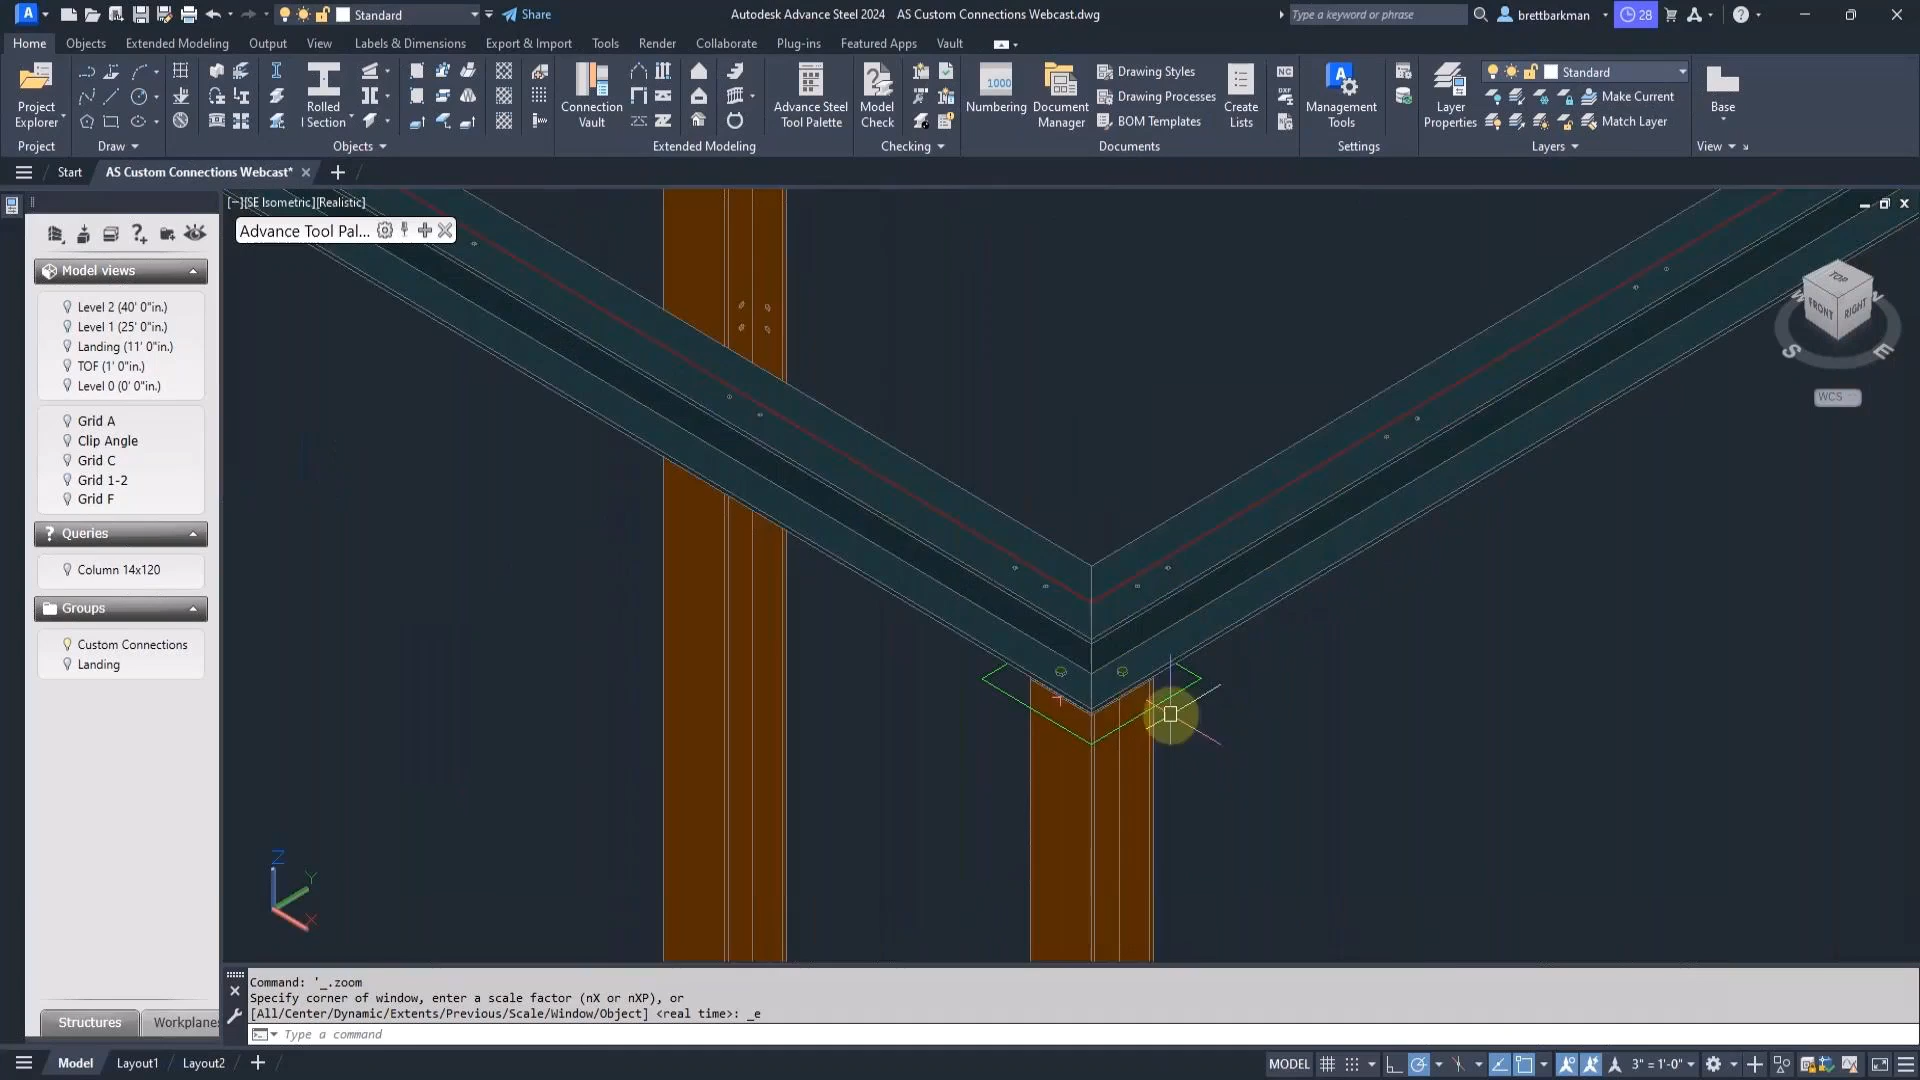 A Standard Share Autodesk Advance Steel 2024 AS Custom Connections Webcast.dwg Type a keyword or phrase brettbarkman 28
Home Objects Extended Modeling Output View Labels & Dimensions Export & Import Tools Render Collaborate Plug-ins Featured Apps Vault
Project Explorer
Project
Draw
Rolled I Section
Objects
Connection Vault
Extended Modeling
Advance Steel Tool Palette
Model Check
Checking
1000
Numbering
Document Manager
Drawing Styles
Drawing Processes
BOM Templates
Create Lists
NC
DXF
Documents
Management Tools
Settings
Layer Properties
Standard
Make Current
Match Layer
Layers
Base
View
Start AS Custom Connections Webcast*
[−][SE Isometric][Realistic]
Advance Tool Pal...
Model views
Level 2 (40' 0"in.)
Level 1 (25' 0"in.)
Landing (11' 0"in.)
TOF (1' 0"in.)
Level 0 (0' 0"in.)
Grid A
Clip Angle
Grid C
Grid 1-2
Grid F
Queries
Column 14x120
Groups
Custom Connections
Landing
Structures Workplane
TOP
FRONT RIGHT
S E
WCS
Z
Y
X
Command: '_.zoom
Specify corner of window, enter a scale factor (nX or nXP), or
[All/Center/Dynamic/Extents/Previous/Scale/Window/Object] <real time>: _e
Type a command
Model Layout1 Layout2 MODEL 3" = 1'-0"